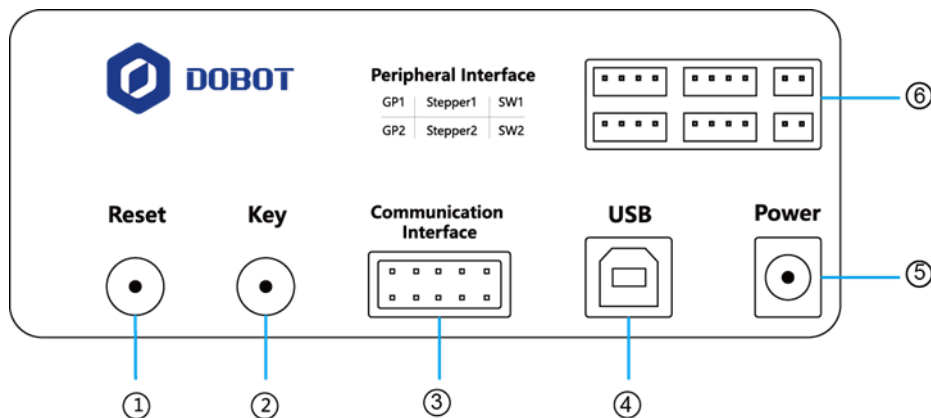 DOBOT
Peripheral Interface
GP1 Stepper1 SW1
GP2 Stepper2 SW2
⑥
Reset
Key
Communication
Interface
USB
Power
⑤
①
②
③
④